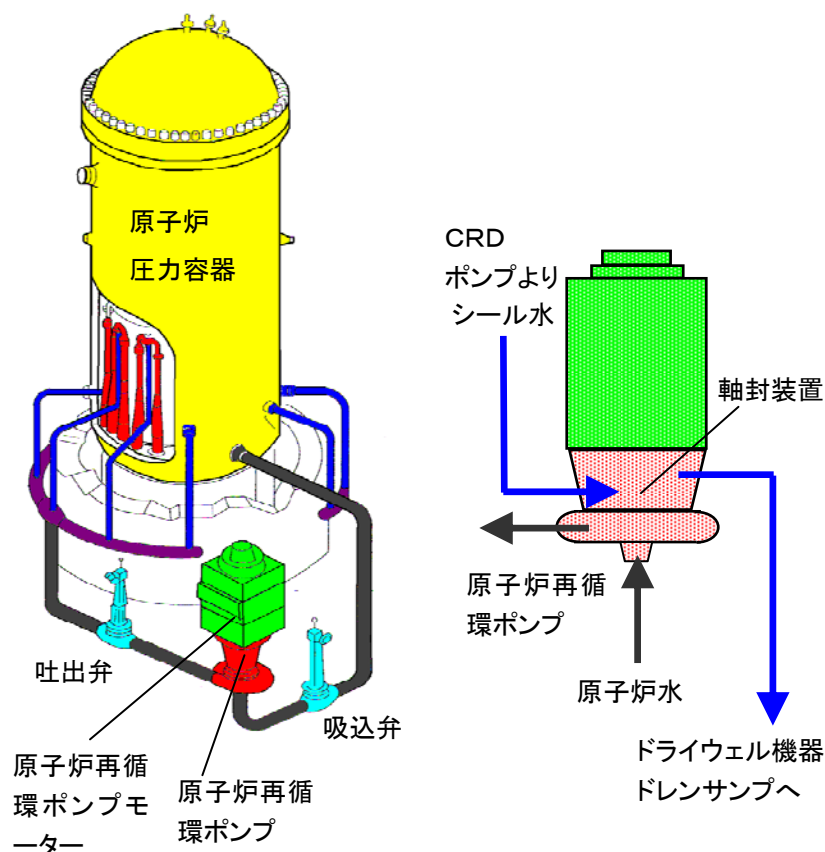 原子炉
圧力容器
吐出弁
吸込弁
原子炉再循
環ポンプモ
ーター
原子炉再循
環ポンプ
CRD
ポンプより
シール水
軸封装置
原子炉再循
環ポンプ
原子炉水
ドライウェル機器
ドレンサンプへ